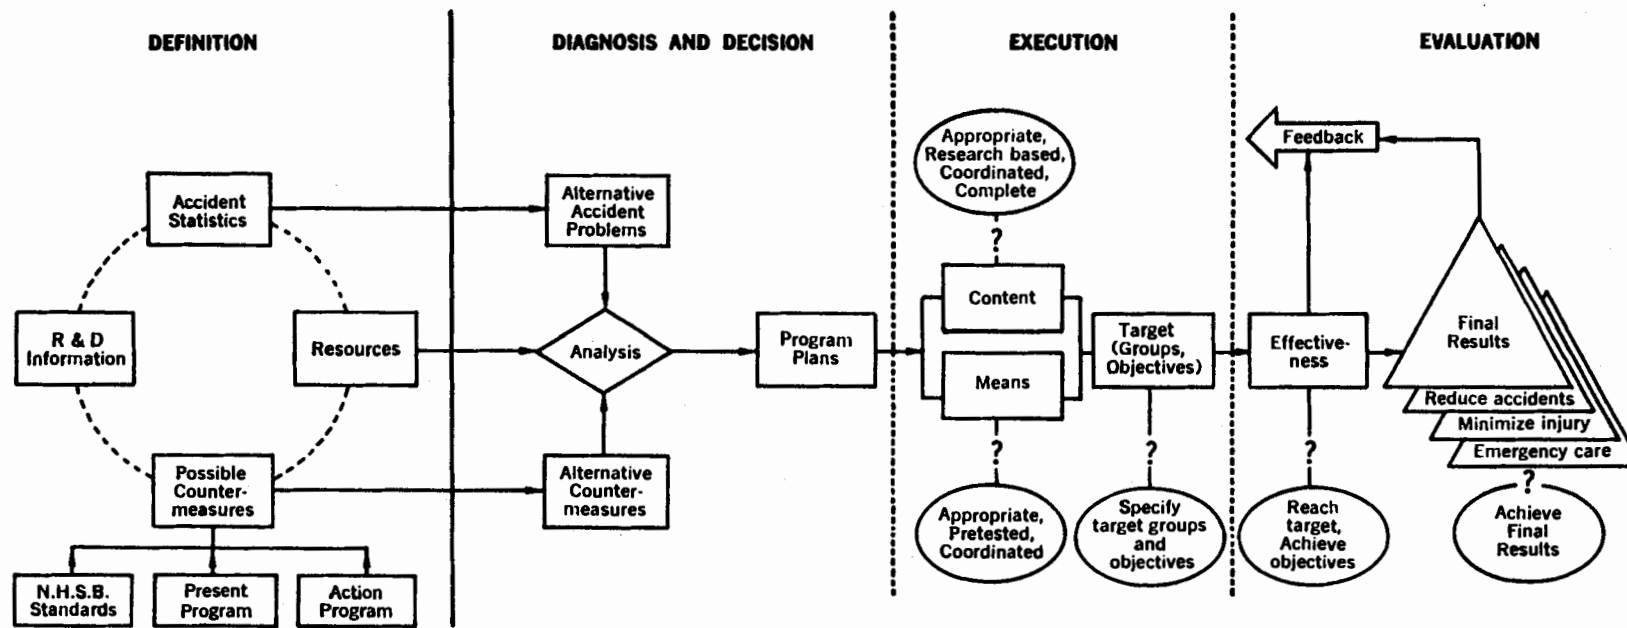 DEFINITION
DIAGNOSIS AND DECISION
EXECUTION
EVALUATION
Accident
Statistics
R & D
Information
Resources
Possible
Counter-
measures
N.H.S.B.
Standards
Present
Program
Action
Program
Alternative
Accident
Problems
Analysis
Alternative
Counter-
measures
Program
Plans
Appropriate,
Research based,
Coordinated,
Complete
?
Content
Means
?
Appropriate,
Pretested,
Coordinated
Target
(Groups,
Objectives)
?
Specify
target groups
and
objectives
Feedback
Effective-
ness
?
Reach
target,
Achieve
objectives
Final
Results
Reduce accidents
Minimize injury
Emergency care
?
Achieve
Final
Results